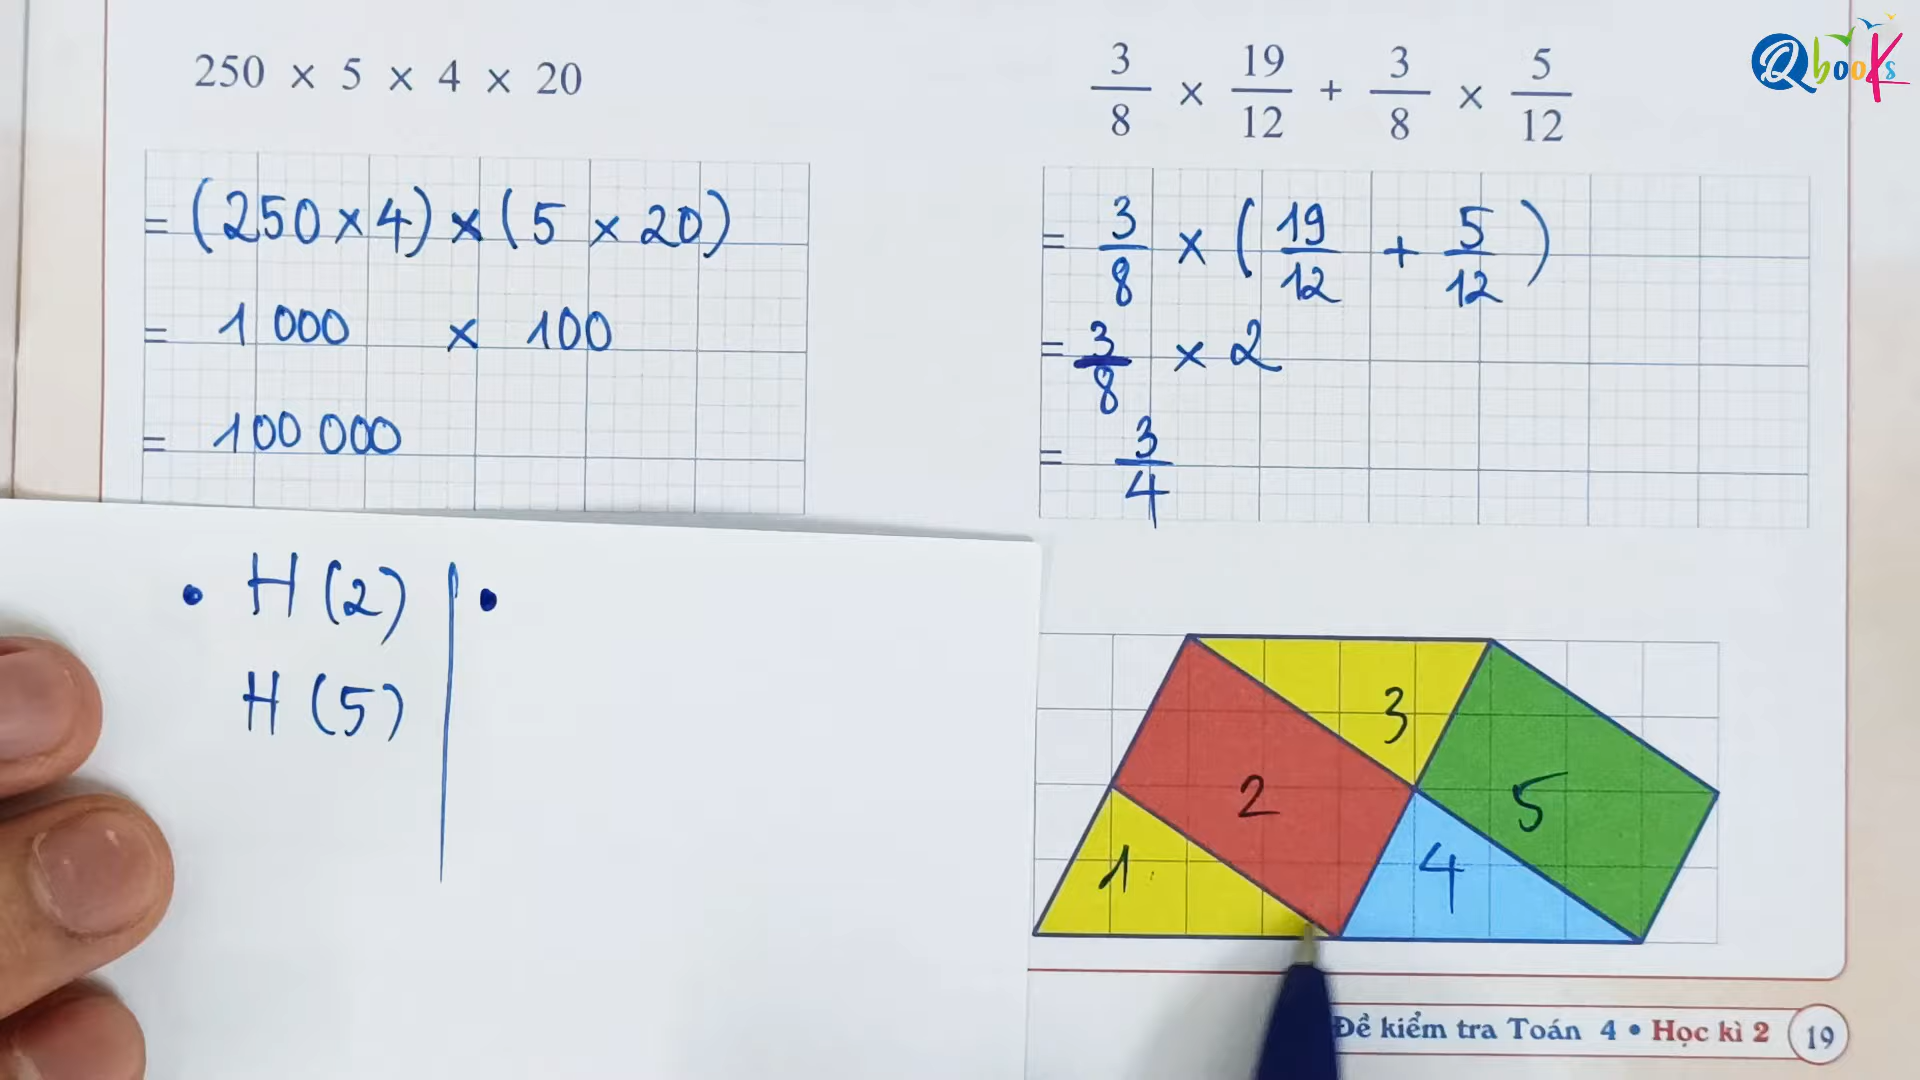 Qbooks
250 × 5 × 4 × 20
= (250 × 4) × (5 × 20)
= 1 000 × 100
= 100 000
3/8 × 19/12 + 3/8 × 5/12
= 3/8 × (19/12 + 5/12)
= 3/8 × 2
= 3/4
• H (2) | •
H (5)
3
2
5
1
4
Đề kiểm tra Toán 4 • Học kì 2 19